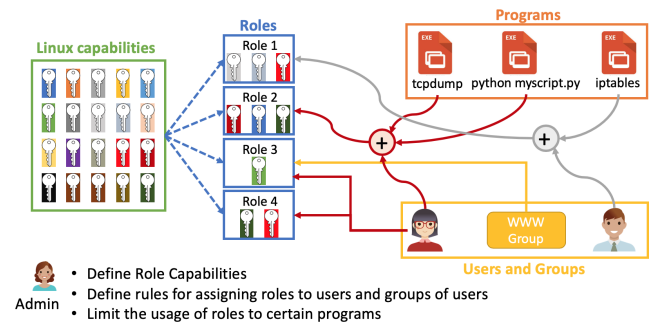 Linux capabilities
Roles
Role 1
Role 2
Role 3
Role 4
Programs
EXE
EXE
EXE
tcpdump
python myscript.py
iptables
+
+
WWW
Group
Users and Groups
Admin
• Define Role Capabilities
• Define rules for assigning roles to users and groups of users
• Limit the usage of roles to certain programs